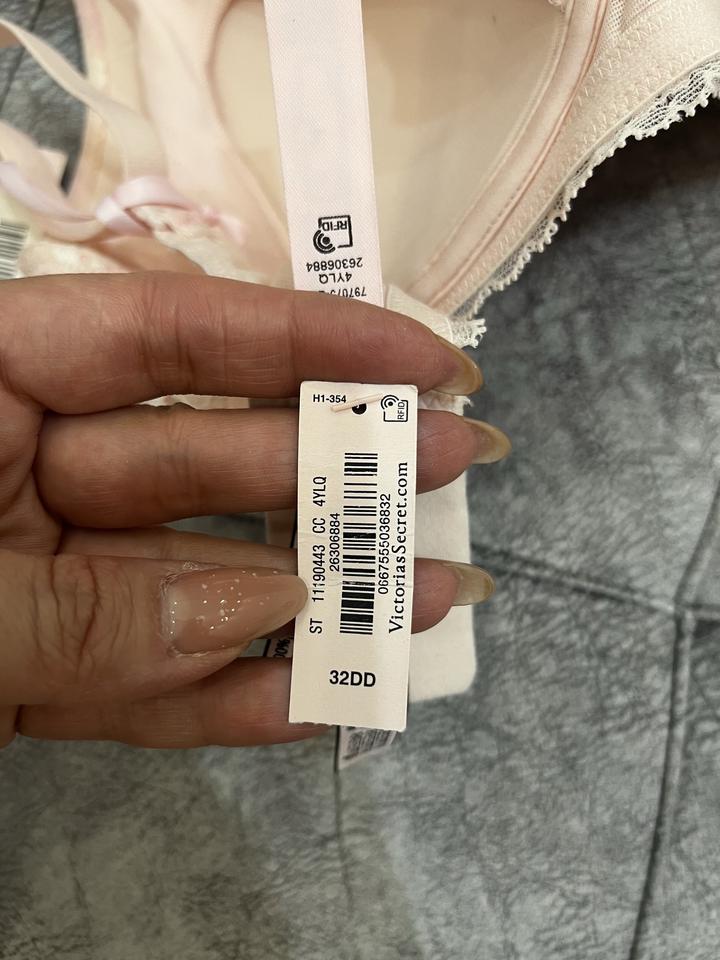 RFID
26306884
4YLQ
H1-354
RFID
ST 11190443 CC 4YLQ
26306884
0667555036832
VictoriasSecret.com
32DD